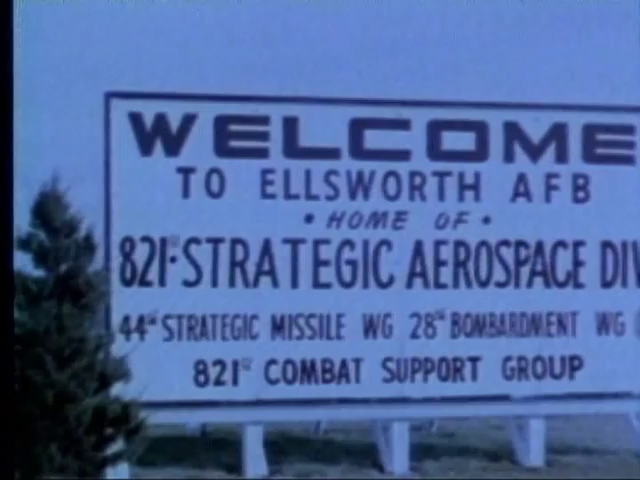 WELCOME
TO ELLSWORTH AFB
• HOME OF •
821ST STRATEGIC AEROSPACE DIV
44TH STRATEGIC MISSILE WG 28TH BOMBARDMENT WG
821ST COMBAT SUPPORT GROUP